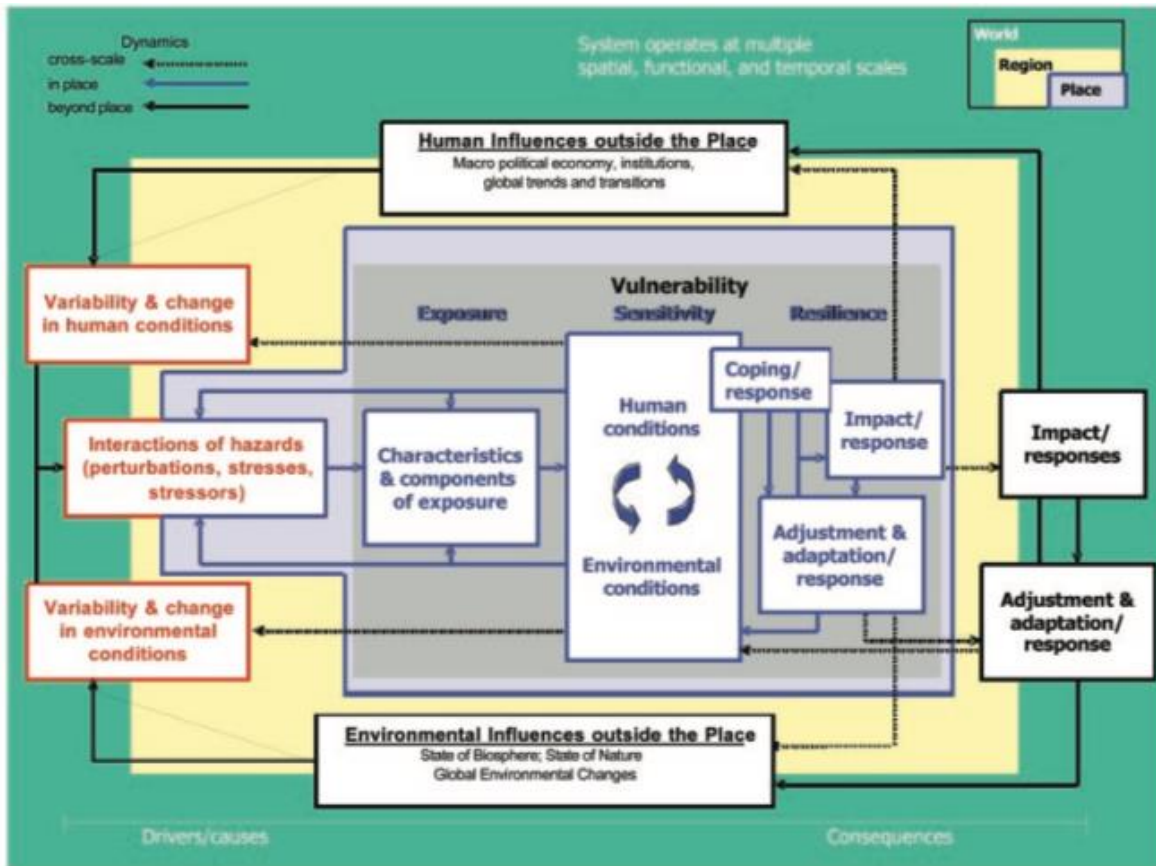 Dynamics
cross-scale
in place
beyond place
System operates at multiple
spatial, functional, and temporal scales
World
Region
Place
Human Influences outside the Place
Macro political economy, institutions,
global trends and transitions
Variability & change
in human conditions
Vulnerability
Exposure
Sensitivity
Resilience
Coping/
response
Human
conditions
Impact/
response
Impact/
responses
Interactions of hazards
(perturbations, stresses,
stressors)
Characteristics
& components
of exposure
Adjustment &
adaptation/
response
Environmental
conditions
Variability & change
in environmental
conditions
Adjustment &
adaptation/
response
Environmental Influences outside the Place
State of Biosphere; State of Nature
Global Environmental Changes
Drivers/causes
Consequences